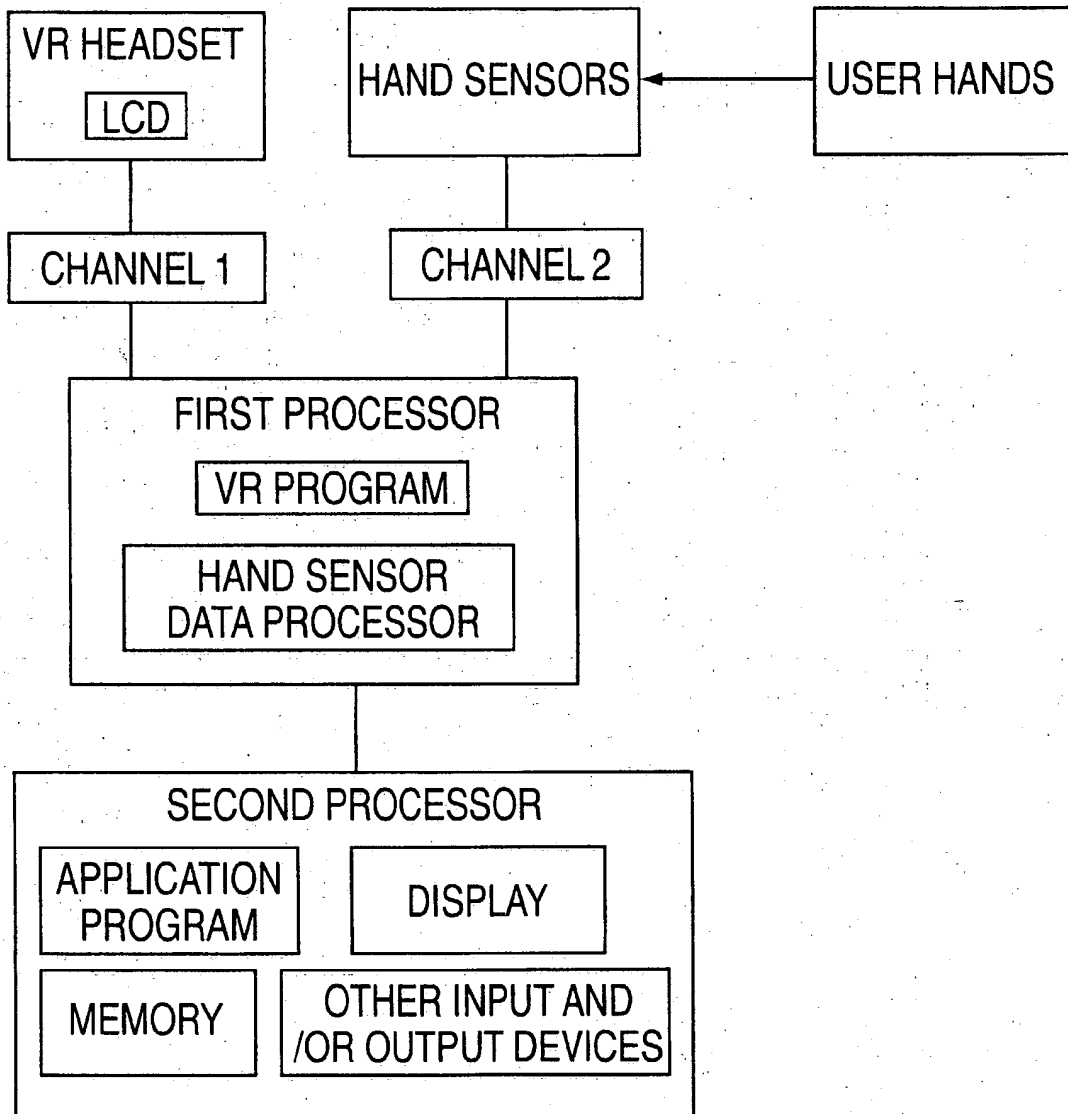 VR HEADSET
LCD
HAND SENSORS
USER HANDS
CHANNEL 1
CHANNEL 2
FIRST PROCESSOR
VR PROGRAM
HAND SENSOR
DATA PROCESSOR
SECOND PROCESSOR
APPLICATION
PROGRAM
DISPLAY
MEMORY
OTHER INPUT AND
/OR OUTPUT DEVICES